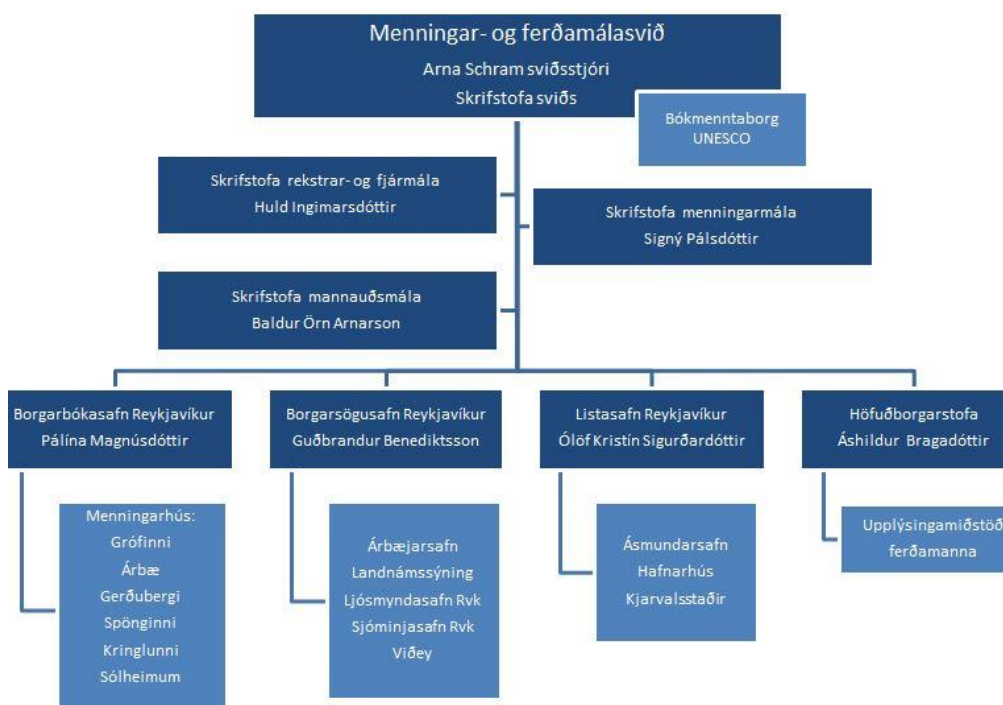 Menningar- og ferðamálasvið
Arna Schram sviðsstjóri
Skrifstofa sviðs
Bókmenntaborg
UNESCO
Skrifstofa rekstrar- og fjármála
Huld Ingimarsdóttir
Skrifstofa menningarmála
Signý Pálsdóttir
Skrifstofa mannauðsmála
Baldur Örn Arnarson
Borgarbókasafn Reykjavíkur
Pálína Magnúsdóttir
Borgarsögusafn Reykjavíkur
Guðbrandur Benediktsson
Listasafn Reykjavíkur
Ólöf Kristín Sigurðardóttir
Höfuðborgarstofa
Áshildur Bragadóttir
Menningarhús:
Grófinni
Árbæ
Gerðubergi
Spönginni
Kringlunni
Sólheimum
Árbæjarsafn
Landnámssýning
Ljósmyndasafn Rvk
Sjóminjasafn Rvk
Viðey
Ásmundarsafn
Hafnarhús
Kjarvalsstaðir
Upplýsingamiðstöð
ferðamanna